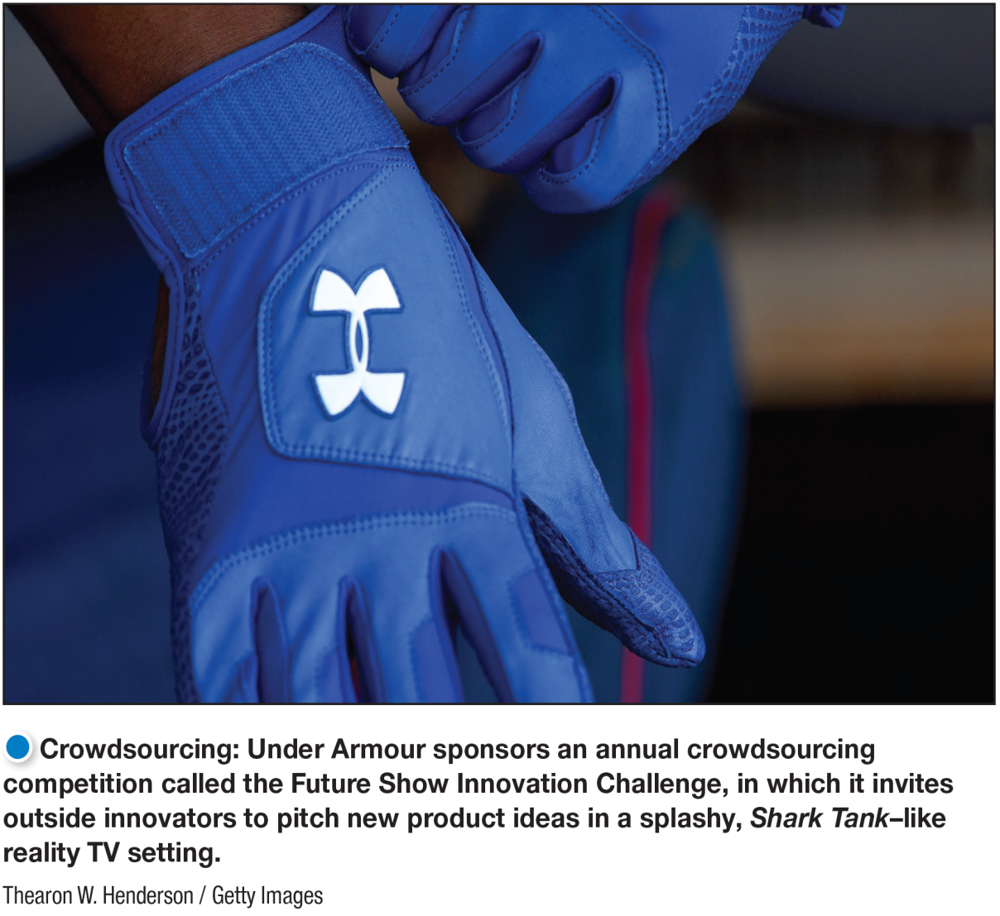 Crowdsourcing: Under Armour sponsors an annual crowdsourcing
competition called the Future Show Innovation Challenge, in which it invites
outside innovators to pitch new product ideas in a splashy, Shark Tank–like
reality TV setting.
Thearon W. Henderson / Getty Images